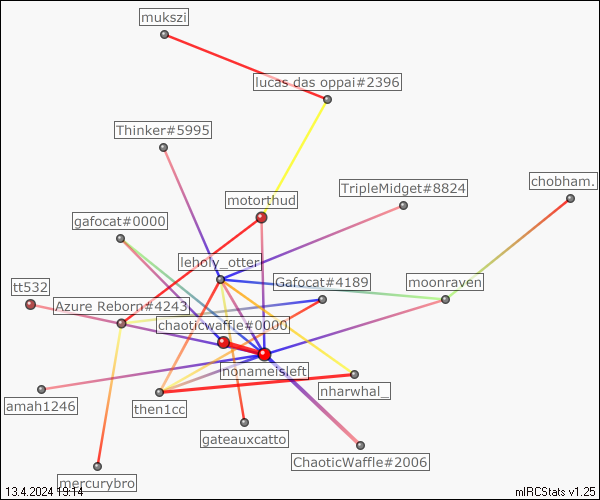 mukszi
lucas das oppai#2396
Thinker#5995
chobham.
TripleMidget#8824
motorthud
gafocat#0000
leholy_otter
Gafocat#4189
moonraven
tt532
Azure Reborn#4243
chaoticwaffle#0000
nonameisleft
nharwhal_
amah1246
then1cc
gateauxcatto
ChaoticWaffle#2006
mercurybro
13.4.2024 19:14
mIRCStats v1.25